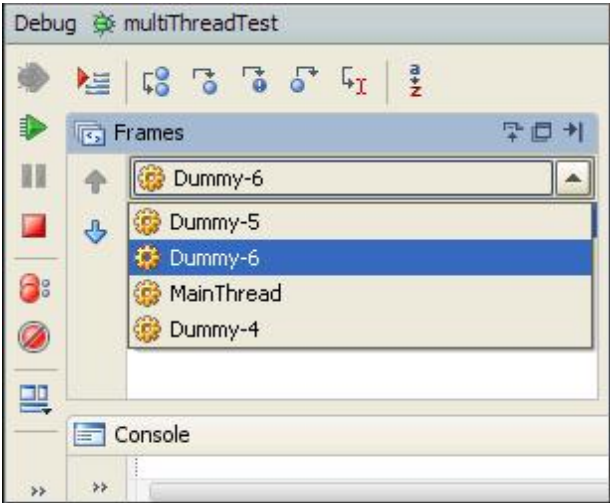 Debug multiThreadTest
a
z
Frames
Dummy-6
Dummy-5
Dummy-6
MainThread
Dummy-4
Console